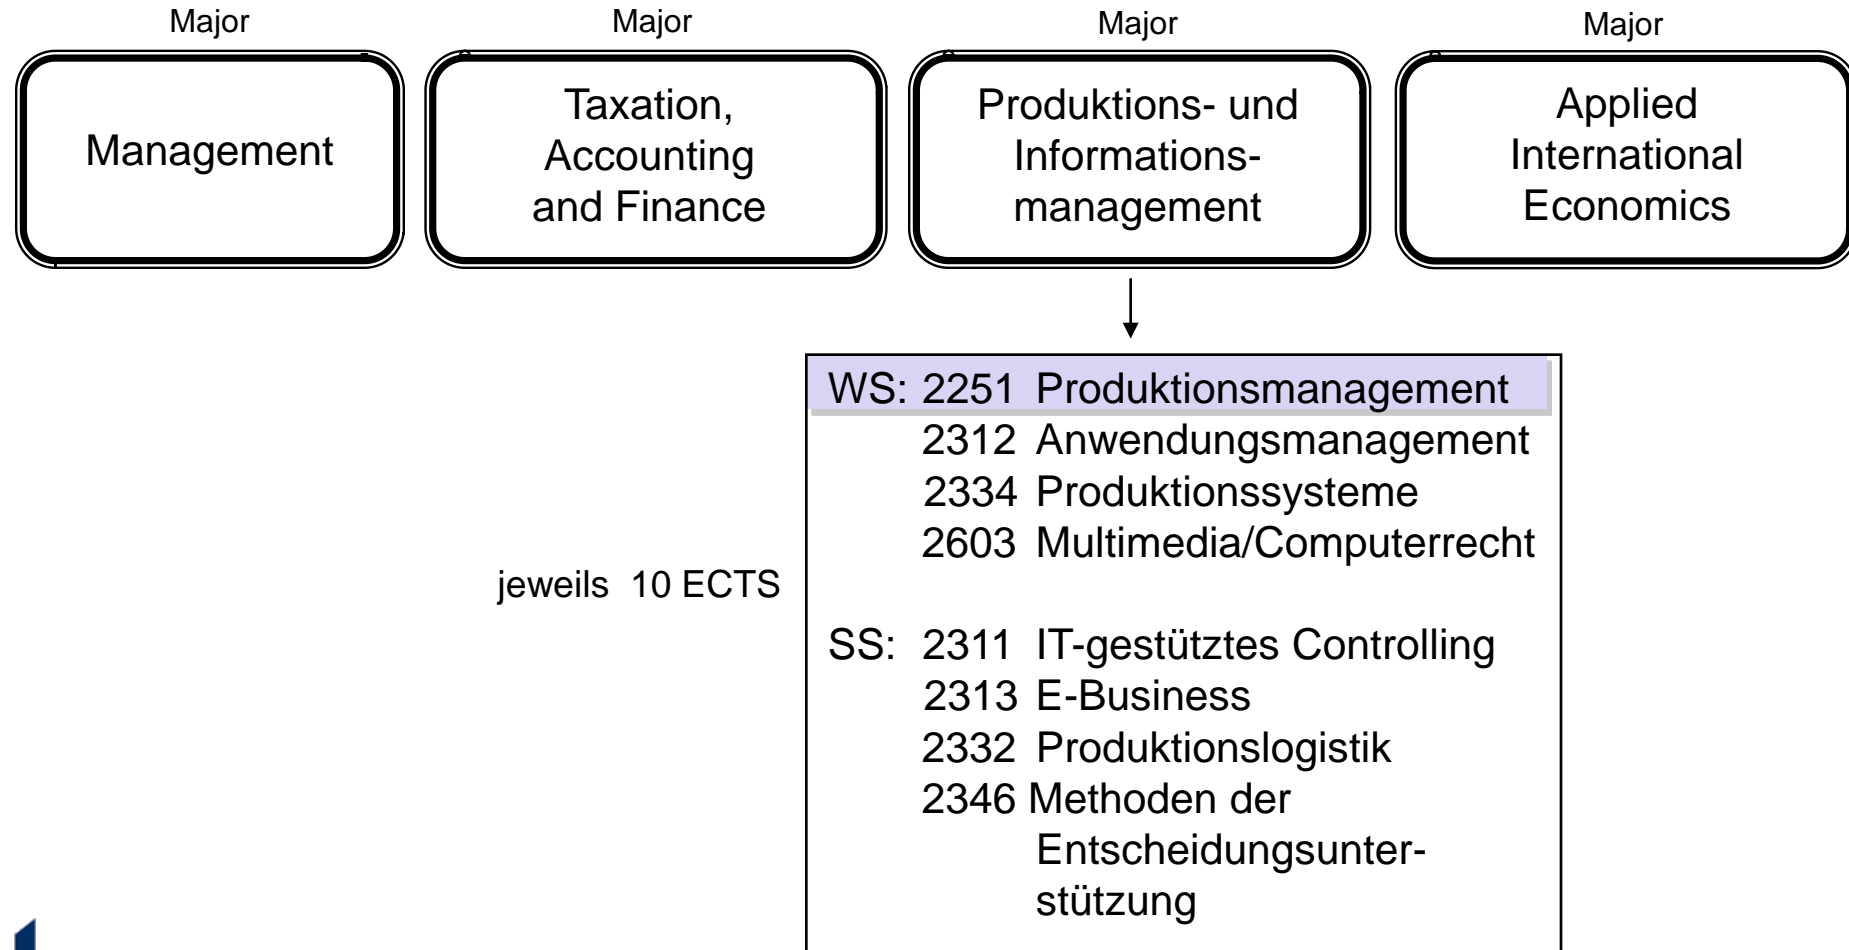 Major
Management
Major
Taxation,
Accounting
and Finance
Major
Produktions- und
Informations-
management
Major
Applied
International
Economics
jeweils 10 ECTS
WS: 2251 Produktionsmanagement
2312 Anwendungsmanagement
2334 Produktionssysteme
2603 Multimedia/Computerrecht
SS: 2311 IT-gestütztes Controlling
2313 E-Business
2332 Produktionslogistik
2346 Methoden der
Entscheidungsunter-
stützung